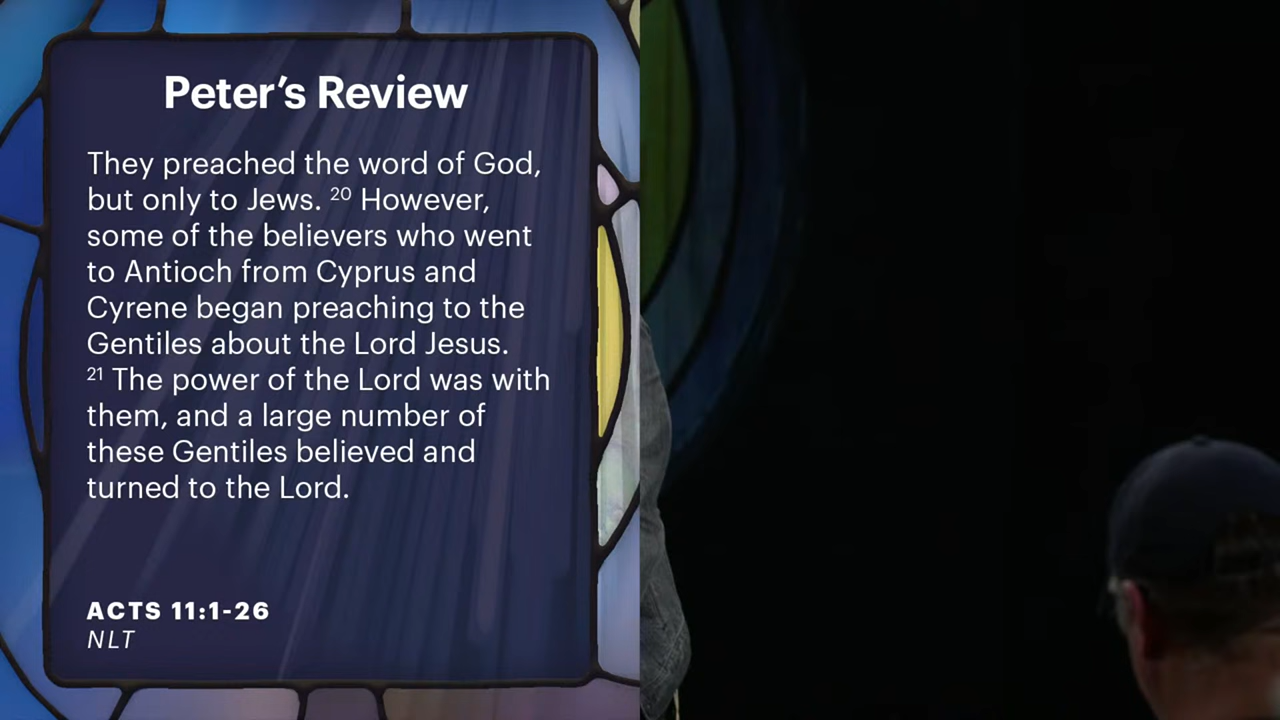 Peter’s Review
They preached the word of God,
but only to Jews. 20 However,
some of the believers who went
to Antioch from Cyprus and
Cyrene began preaching to the
Gentiles about the Lord Jesus.
21 The power of the Lord was with
them, and a large number of
these Gentiles believed and
turned to the Lord.
ACTS 11:1-26
NLT